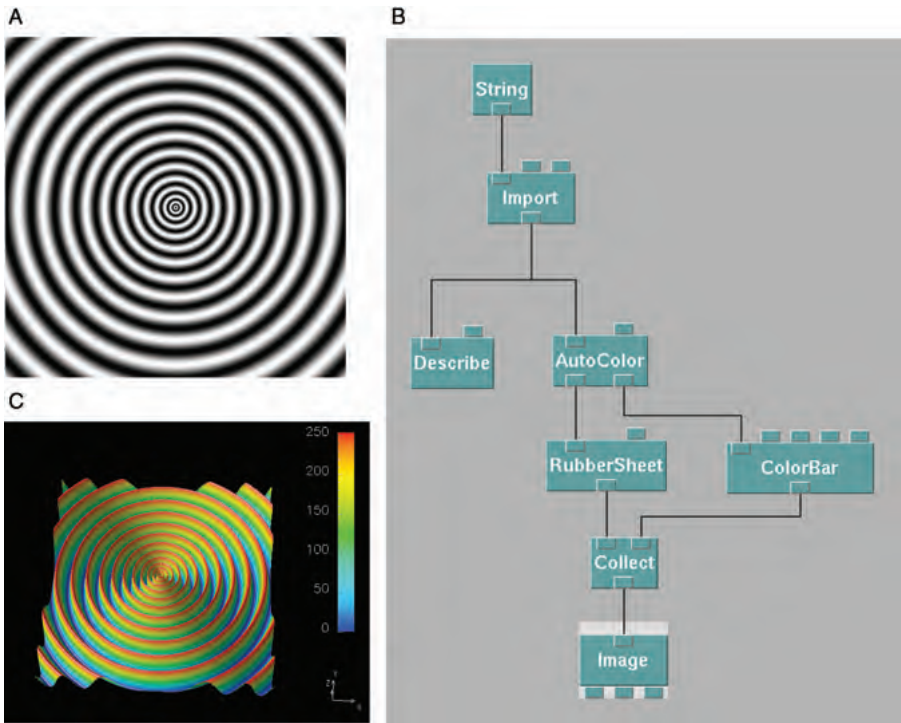 A
B
String
Import
Describe
AutoColor
RubberSheet
ColorBar
Collect
Image
C
250
200
150
100
50
0
Y
Z
X